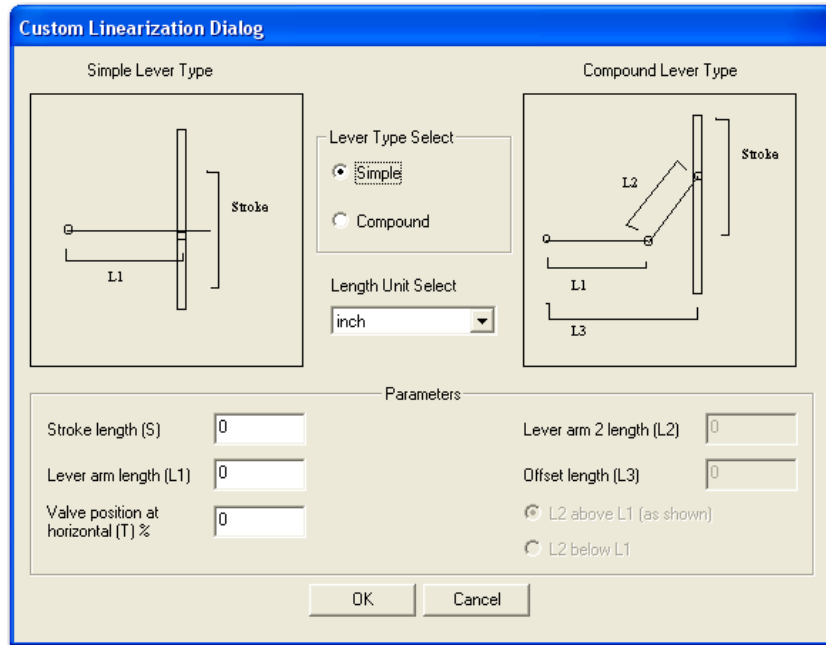 Custom Linearization Dialog
Simple Lever Type
Stroke
L1
Lever Type Select
Simple
Compound
Length Unit Select
inch
Compound Lever Type
Stroke
L2
L1
L3
Parameters
Stroke length (S)
0
Lever arm length (L1)
0
Valve position at
horizontal (T) %
0
Lever arm 2 length (L2)
0
Offset length (L3)
0
L2 above L1 (as shown)
L2 below L1
OK
Cancel